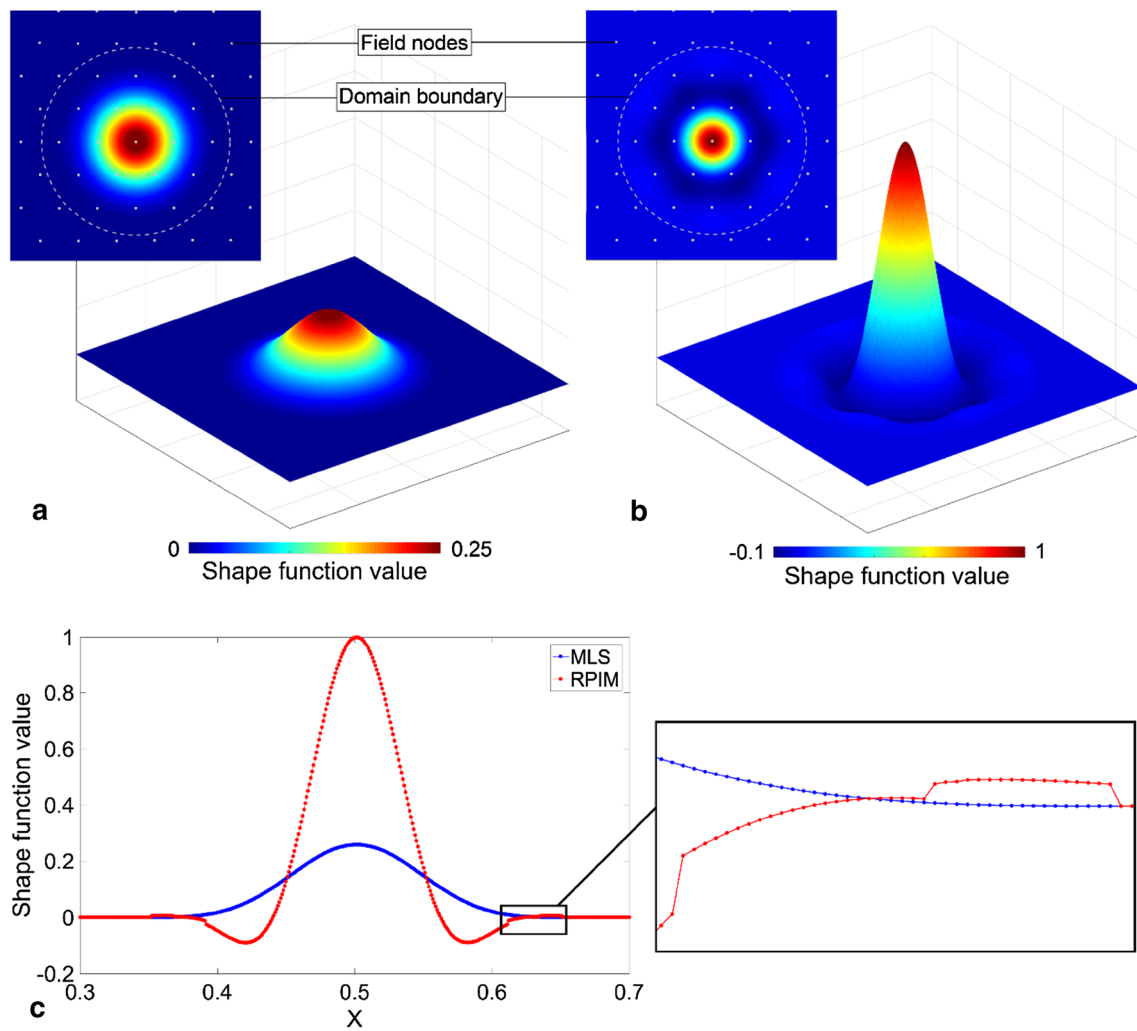 Field nodes
Domain boundary
a
b
0
0.25
Shape function value
-0.1
1
Shape function value
Shape function value
1
0.8
0.6
0.4
0.2
0
-0.2
0.3
0.4
0.5
0.6
0.7
X
MLS
RPIM
c